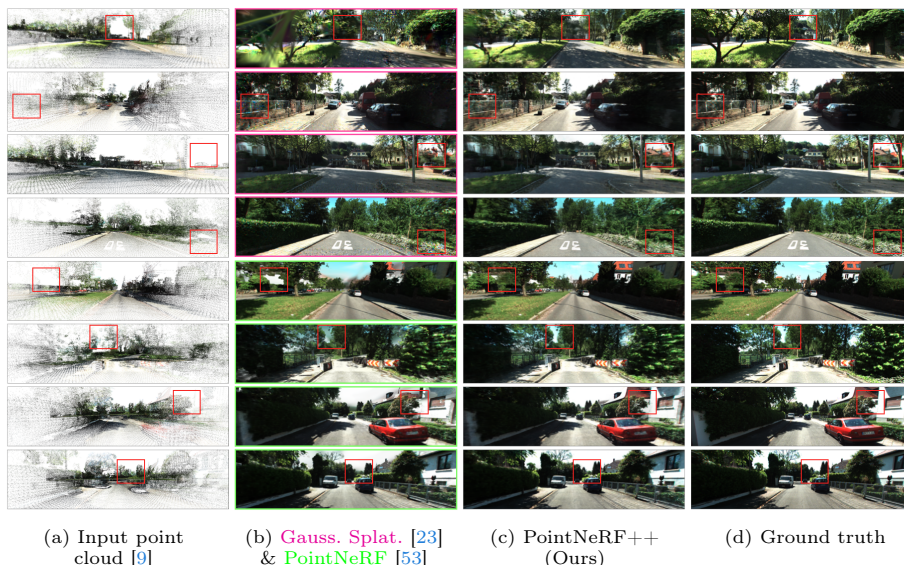 (a) Input point
cloud [9]
(b) Gauss. Splat. [23]
& PointNeRF [53]
(c) PointNeRF++
(Ours)
(d) Ground truth